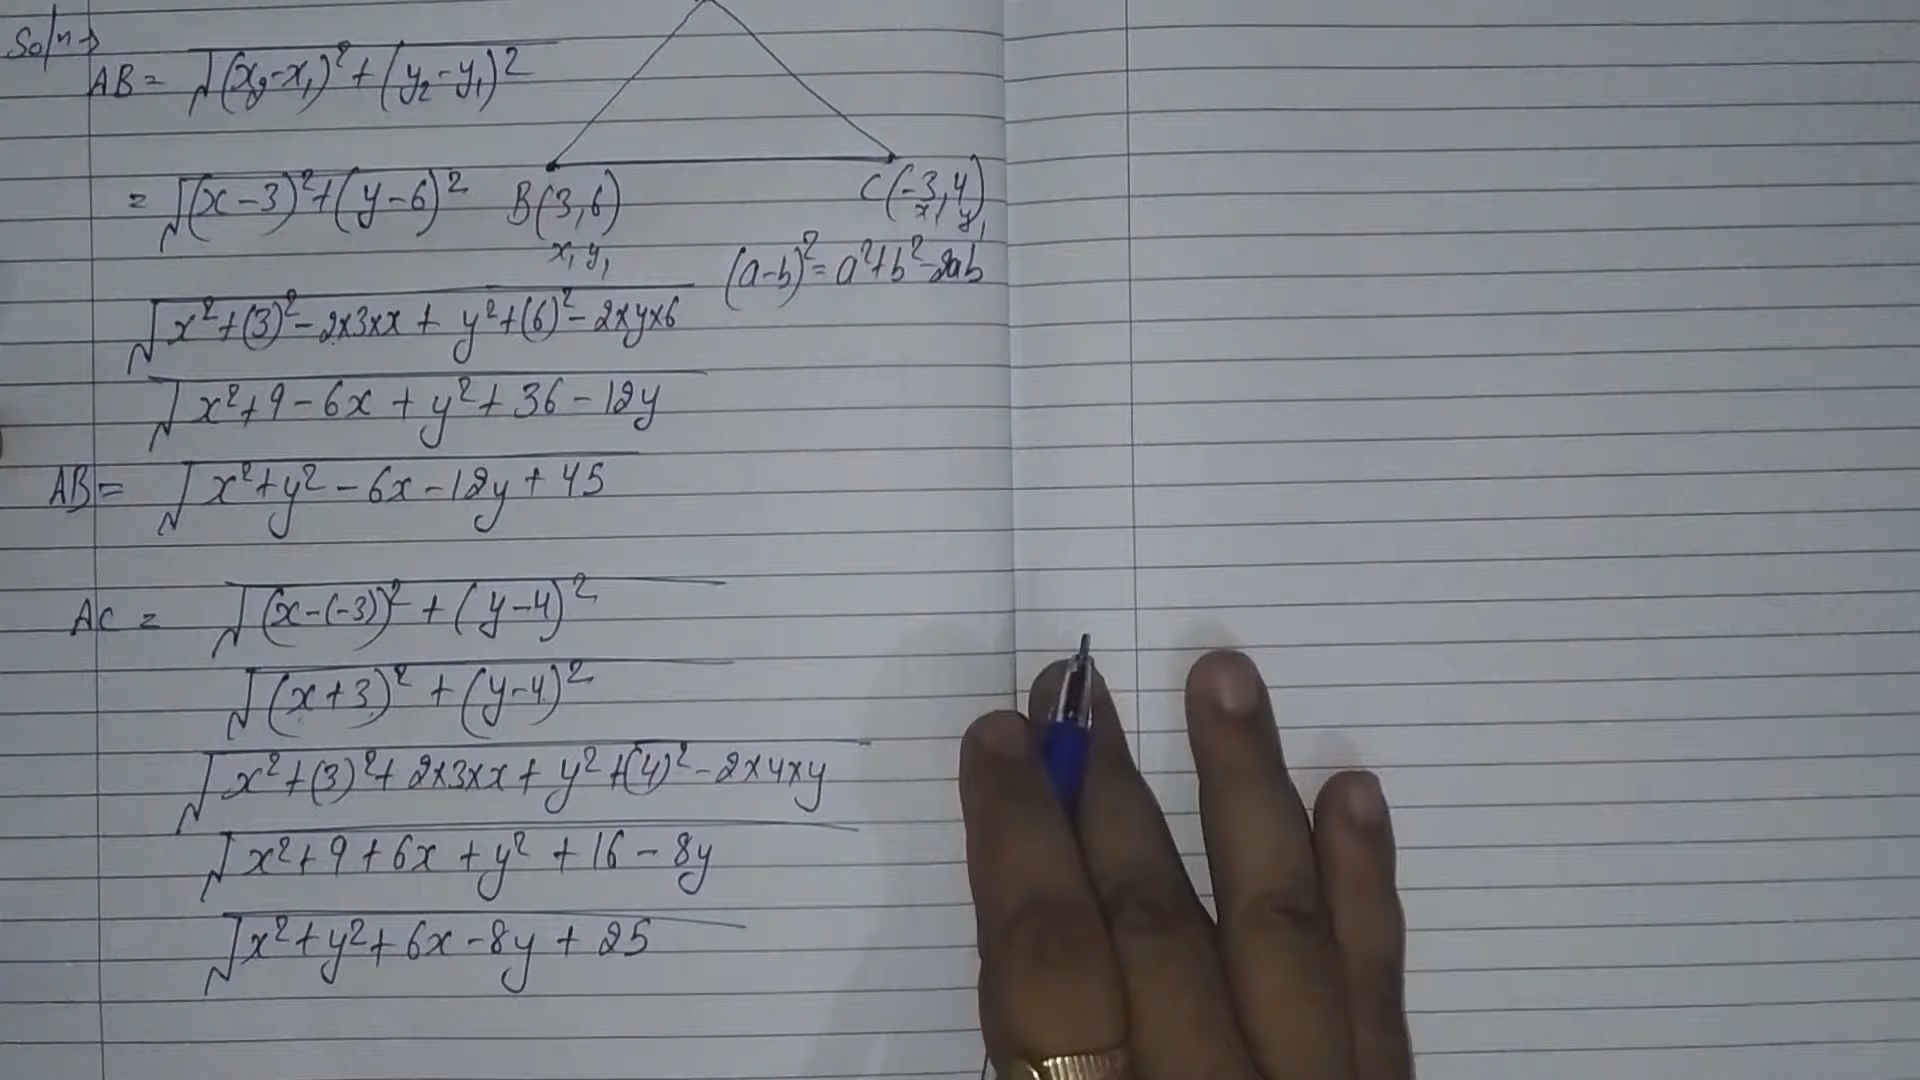 Soln →
AB = √(x₂-x₁)² + (y₂-y₁)²
= √(x-3)² + (y-6)²
B(3,6)
x₁ y₁
C(-3,4)
x₁ y₁
(a-b)² = a²+b²-2ab
√x²+(3)²-2×3×x + y²+(6)²-2×y×6
√x²+9-6x+y²+36-12y
AB = √x²+y²-6x-12y+45
AC = √(x-(-3))² + (y-4)²
√(x+3)² + (y-4)²
√x²+(3)²+2×3×x+y²+(4)²-2×4×y
√x²+9+6x+y²+16-8y
√x²+y²+6x-8y+25